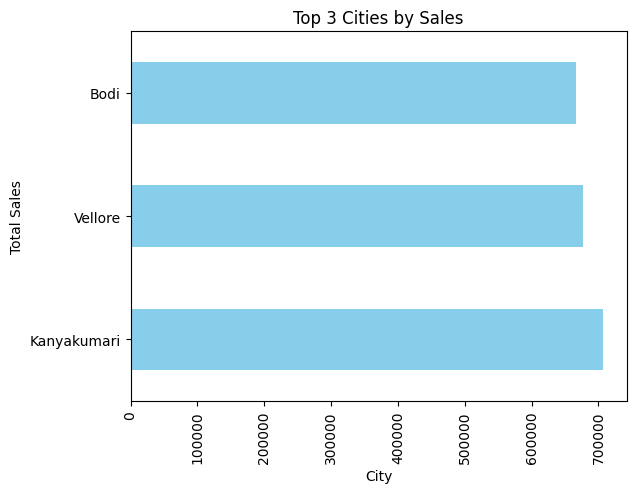 Top 3 Cities by Sales
Total Sales
Bodi
Vellore
Kanyakumari
0
100000
200000
300000
400000
500000
600000
700000
City